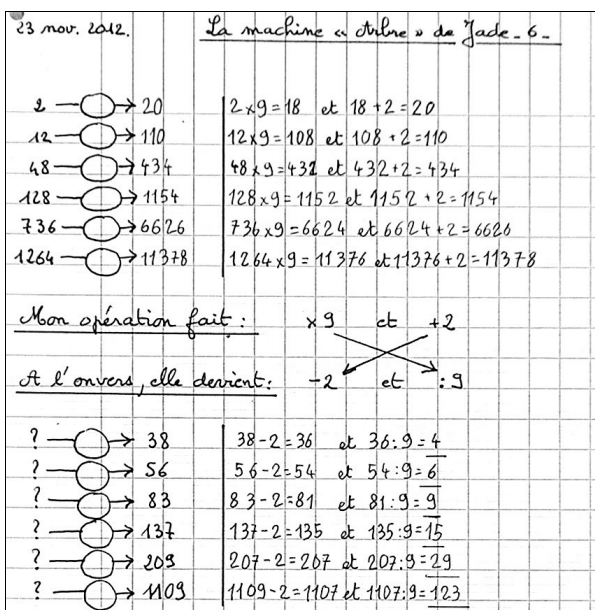 23 nov. 2012. La machine « Arbre » de Jade - 6 -
2 → 20 2 x 9 = 18 et 18 + 2 = 20
12 → 110 12 x 9 = 108 et 108 + 2 = 110
48 → 434 48 x 9 = 432 et 432 + 2 = 434
128 → 1154 128 x 9 = 1152 et 1152 + 2 = 1154
736 → 6626 736 x 9 = 6624 et 6624 + 2 = 6626
1264 → 11378 1264 x 9 = 11376 et 11376 + 2 = 11378
Mon opération fait : x 9 et + 2
A l'envers, elle devient : - 2 et : 9
? → 38 38 - 2 = 36 et 36 : 9 = 4
? → 56 56 - 2 = 54 et 54 : 9 = 6
? → 83 83 - 2 = 81 et 81 : 9 = 9
? → 137 137 - 2 = 135 et 135 : 9 = 15
? → 209 207 - 2 = 207 et 207 : 9 = 29
? → 1109 1109 - 2 = 1107 et 1107 : 9 = 123